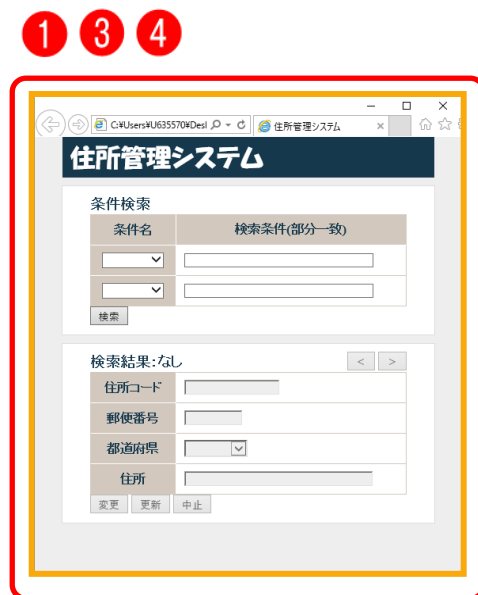 1 3 4
C:¥Users¥U635570¥Desl
住所管理システム
住所管理システム
条件検索
条件名 検索条件(部分一致)
検索
検索結果:なし < >
住所コード
郵便番号
都道府県
住所
変更 更新 中止